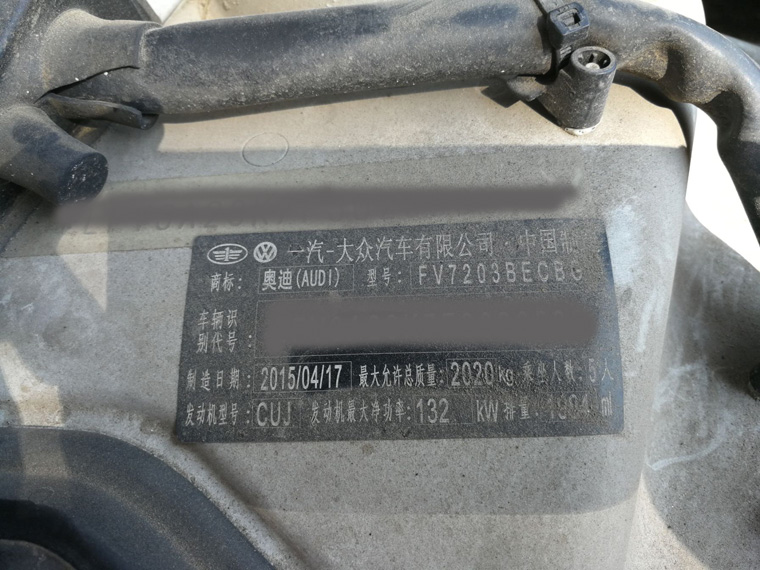 一汽-大众汽车有限公司·中国制
商标: 奥迪(AUDI) 型号: FV7203BECBG
车辆识
别代号:
制造日期: 2015/04/17 最大允许总质量: 2020 kg 乘坐人数: 5 人
发动机型号: CUJ 发动机最大净功率: 132 kW 排量: 1984 ml